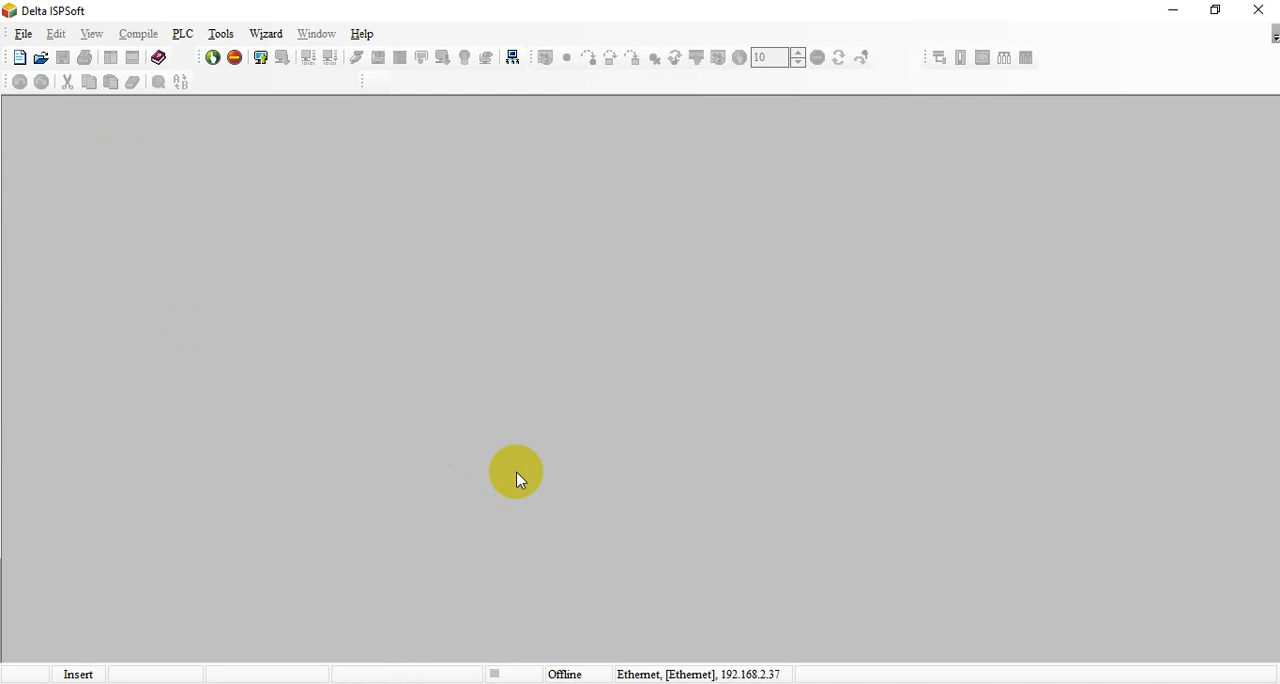 Delta ISPSoft
File Edit View Compile PLC Tools Wizard Window Help
10
Insert Offline Ethernet, [Ethernet], 192.168.2.37